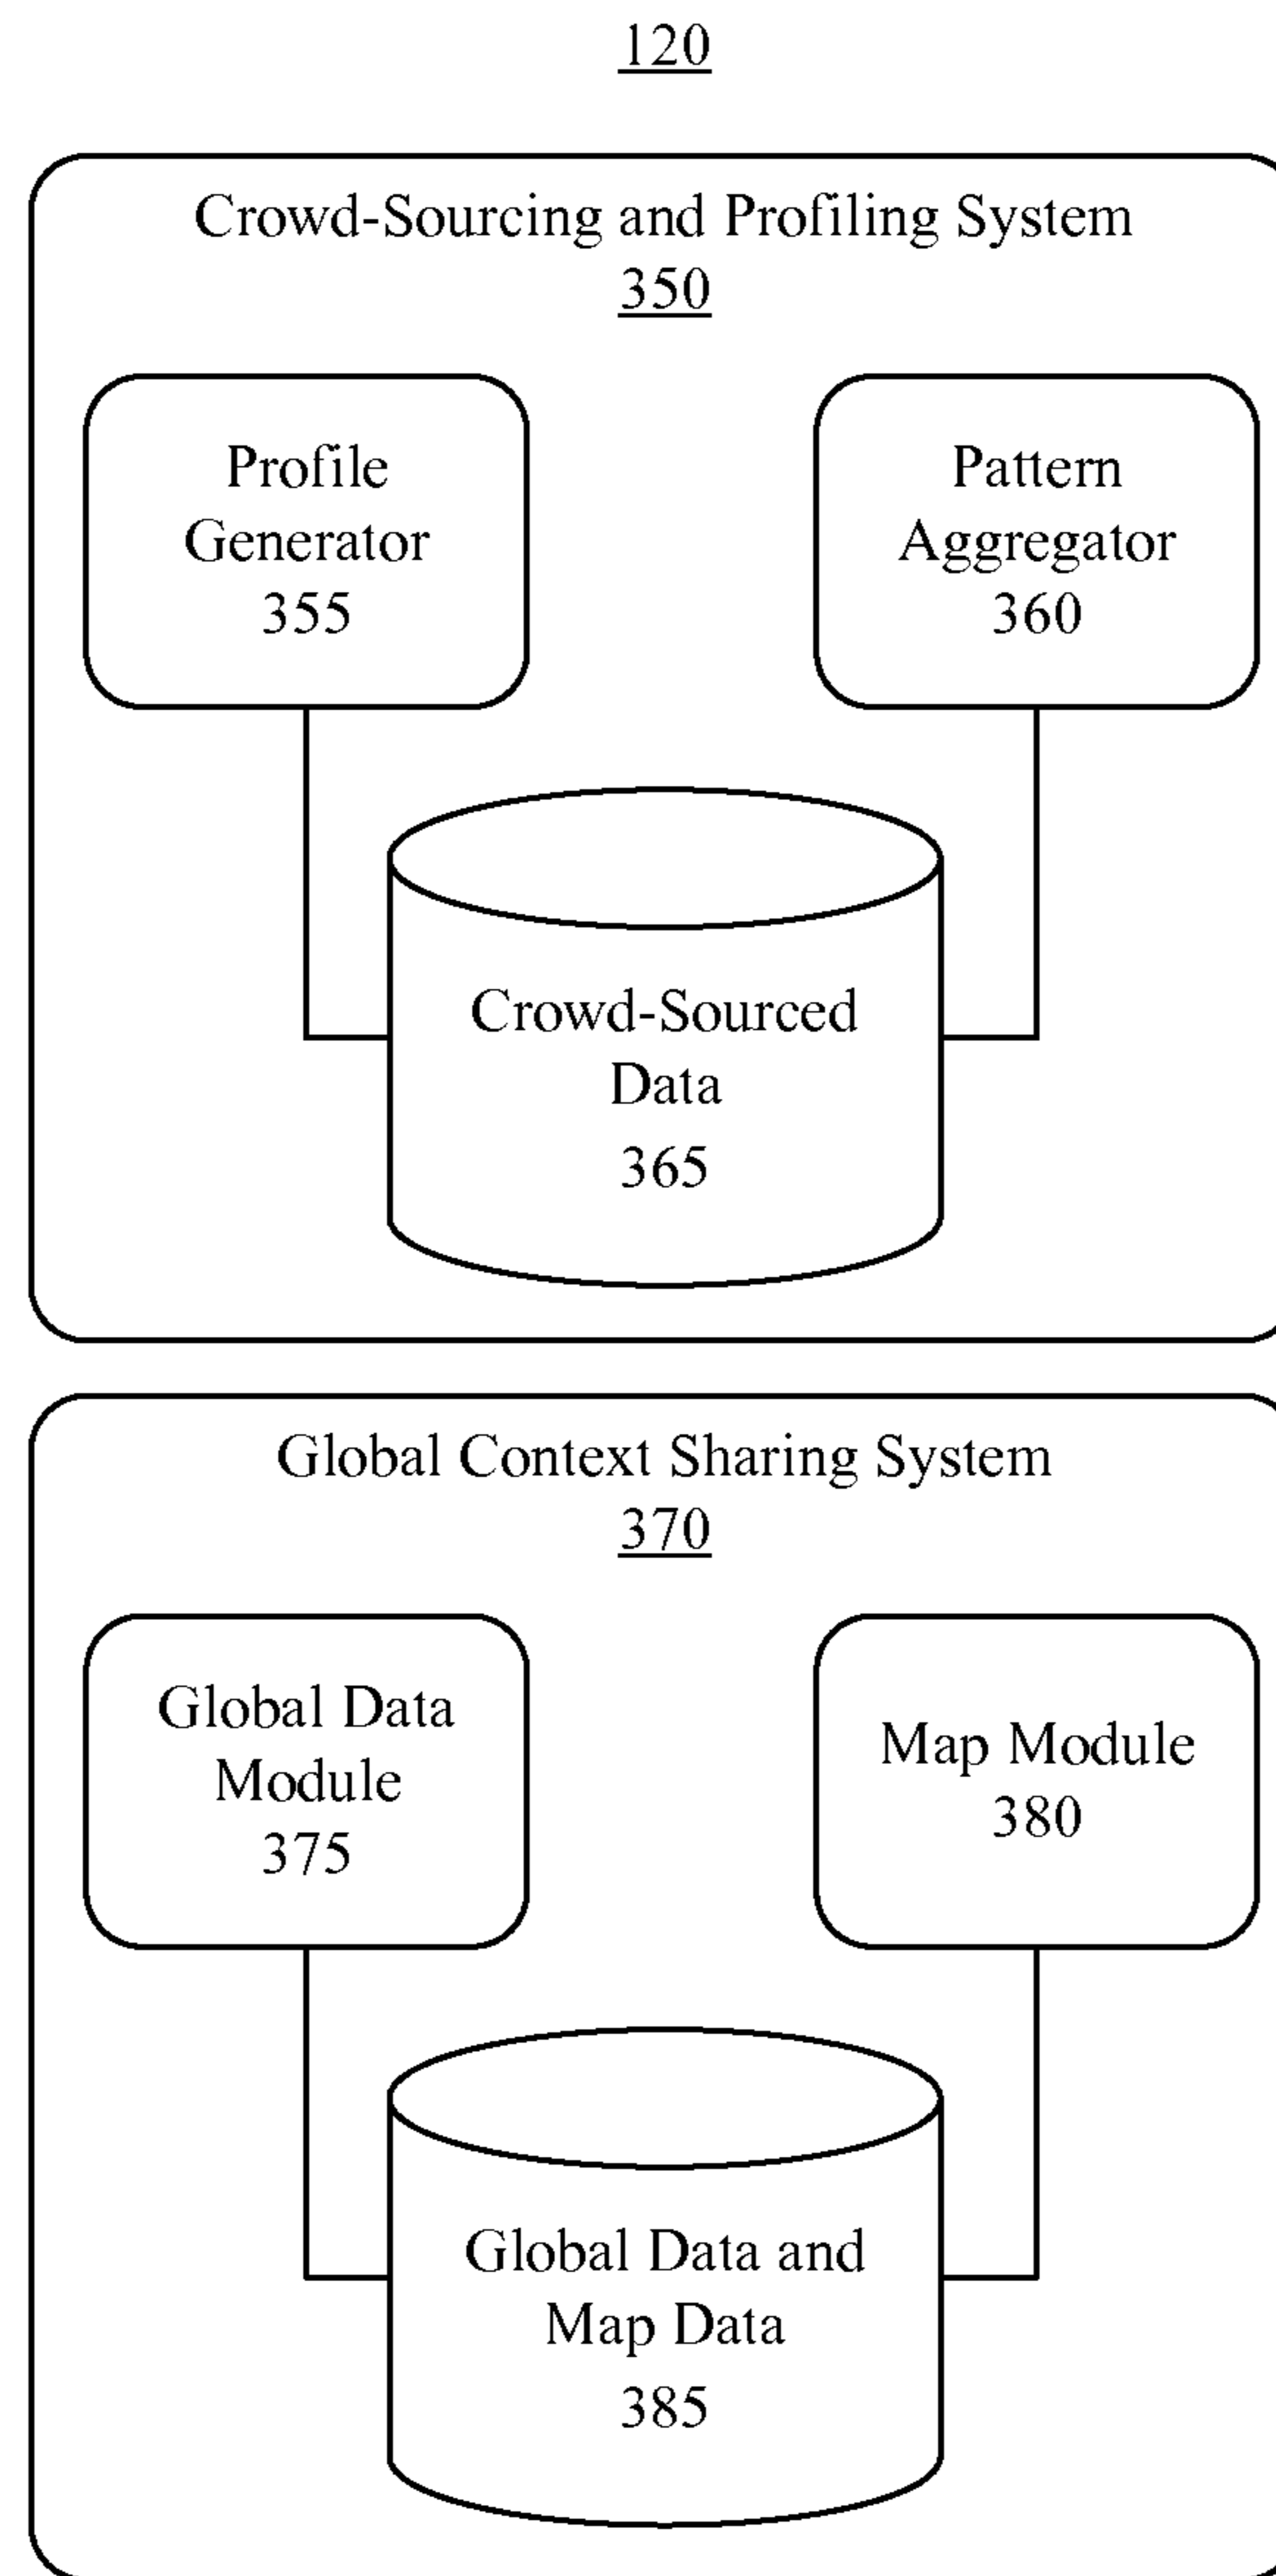 120
Crowd-Sourcing and Profiling System
350
Profile
Generator
355
Pattern
Aggregator
360
Crowd-Sourced
Data
365
Global Context Sharing System
370
Global Data
Module
375
Map Module
380
Global Data and
Map Data
385